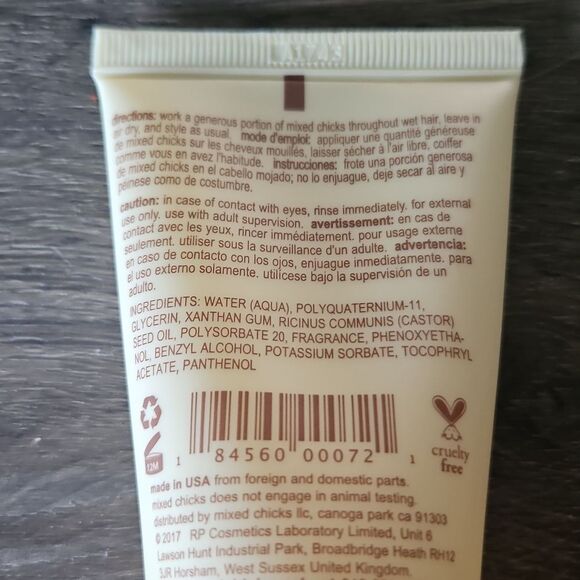 directions: work a generous portion of mixed chicks throughout wet hair, leave in
air dry, and style as usual. mode d'emploi: appliquer une quantité généreuse
de mixed chicks sur les cheveux mouillés, laisser sécher à l'air libre, coiffer
comme vous en avez l'habitude. instrucciones: frote una porción generosa
de mixed chicks en el cabello mojado; no lo enjuague, deje secar al aire y
péinese como de costumbre.
caution: in case of contact with eyes, rinse immediately. for external
use only. use with adult supervision. avertissement: en cas de
contact avec les yeux, rincer immédiatement. pour usage externe
seulement. utiliser sous la surveillance d'un adulte. advertencia:
en caso de contacto con los ojos, enjuague inmediatamente. para
el uso externo solamente. utilícese bajo la supervisión de un
adulto.
INGREDIENTS: WATER (AQUA), POLYQUATERNIUM-11,
GLYCERIN, XANTHAN GUM, RICINUS COMMUNIS (CASTOR)
SEED OIL, POLYSORBATE 20, FRAGRANCE, PHENOXYETHA-
NOL, BENZYL ALCOHOL, POTASSIUM SORBATE, TOCOPHRYL
ACETATE, PANTHENOL
12M
1 84560 00072 1
cruelty
free
made in USA from foreign and domestic parts.
mixed chicks does not engage in animal testing.
distributed by mixed chicks llc, canoga park ca 91303
© 2017 RP Cosmetics Laboratory Limited, Unit 6
Lawson Hunt Industrial Park, Broadbridge Heath RH12
3JR Horsham, West Sussex United Kingdom.